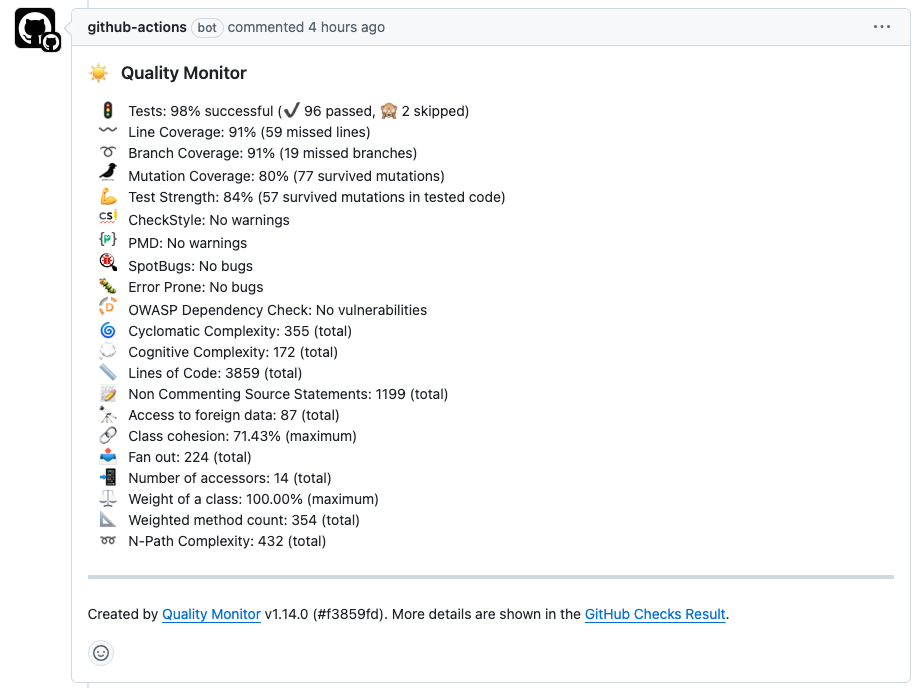 github-actions bot commented 4 hours ago
Quality Monitor
Tests: 98% successful (✔️ 96 passed, 🙈 2 skipped)
Line Coverage: 91% (59 missed lines)
Branch Coverage: 91% (19 missed branches)
Mutation Coverage: 80% (77 survived mutations)
Test Strength: 84% (57 survived mutations in tested code)
CS! CheckStyle: No warnings
{P} PMD: No warnings
SpotBugs: No bugs
Error Prone: No bugs
D OWASP Dependency Check: No vulnerabilities
Cyclomatic Complexity: 355 (total)
Cognitive Complexity: 172 (total)
Lines of Code: 3859 (total)
Non Commenting Source Statements: 1199 (total)
Access to foreign data: 87 (total)
Class cohesion: 71.43% (maximum)
Fan out: 224 (total)
Number of accessors: 14 (total)
Weight of a class: 100.00% (maximum)
Weighted method count: 354 (total)
N-Path Complexity: 432 (total)
Created by Quality Monitor v1.14.0 (#f3859fd). More details are shown in the GitHub Checks Result.